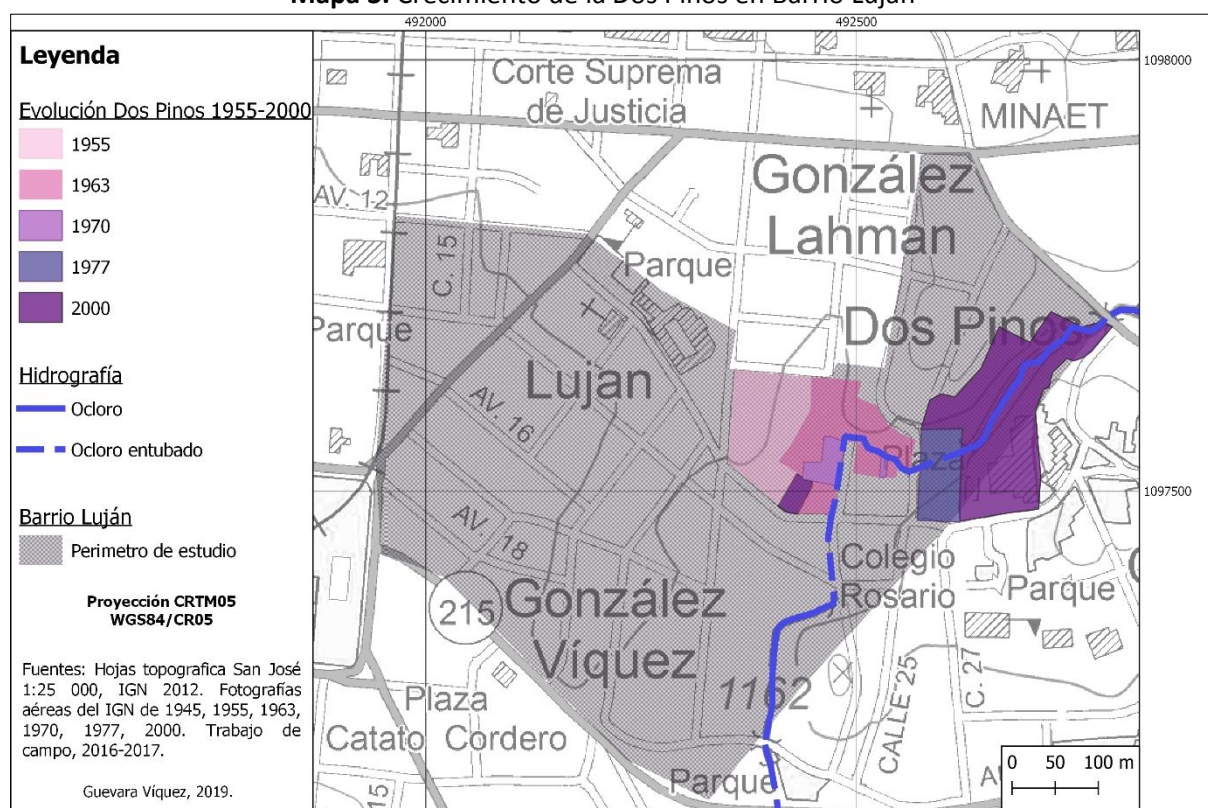 Mapa 3. Crecimiento de la Dos Pinos en Barrio Luján
492000
492500
Leyenda
Evolución Dos Pinos 1955-2000
1955
1963
1970
1977
2000
Hidrografía
Ocloro
Ocloro entubado
Barrio Luján
Perimetro de estudio
Proyección CRTM05
WGS84/CR05
Fuentes: Hojas topografica San José
1:25 000, IGN 2012. Fotografías
aéreas del IGN de 1945, 1955, 1963,
1970, 1977, 2000. Trabajo de
campo, 2016-2017.
Guevara Víquez, 2019.
Corte Suprema
de Justicia
MINAET
1098000
González
Lahman
AV. 12
C. 15
Parque
Parque
Dos Pinos
Lujan
AV. 16
Plaza
1097500
AV. 18
Colegio
Rosario
Parque
215
González
Víquez
1162
CALLE 25
C. 27
Plaza
Catato Cordero
Parque
15
0 50 100 m